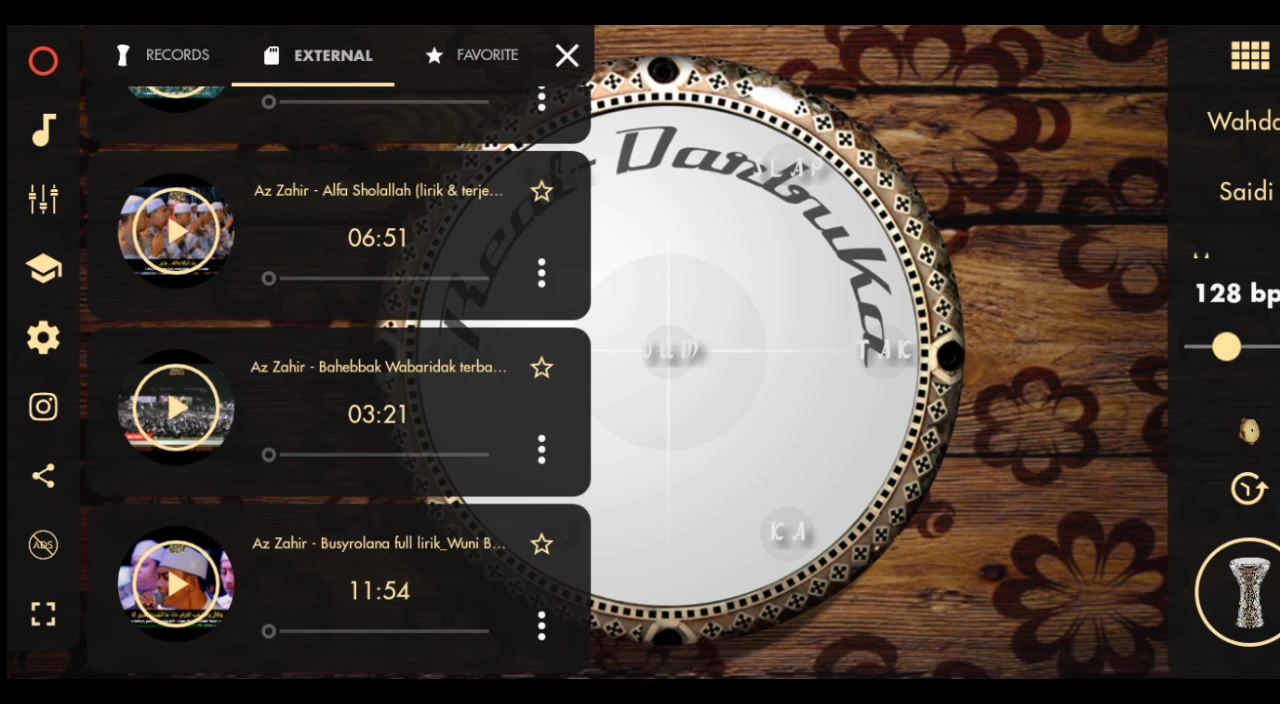 RECORDS
EXTERNAL
FAVORITE
Az Zahir - Alfa Sholallah (lirik & terje...
06:51
Az Zahir - Bahebbak Wabaridak terba...
03:21
Az Zahir - Busyrolana full lirik_Wuni B...
11:54
ADS
Real- Darbuka
TAK
KA
Wahda
Saidi
128 bp